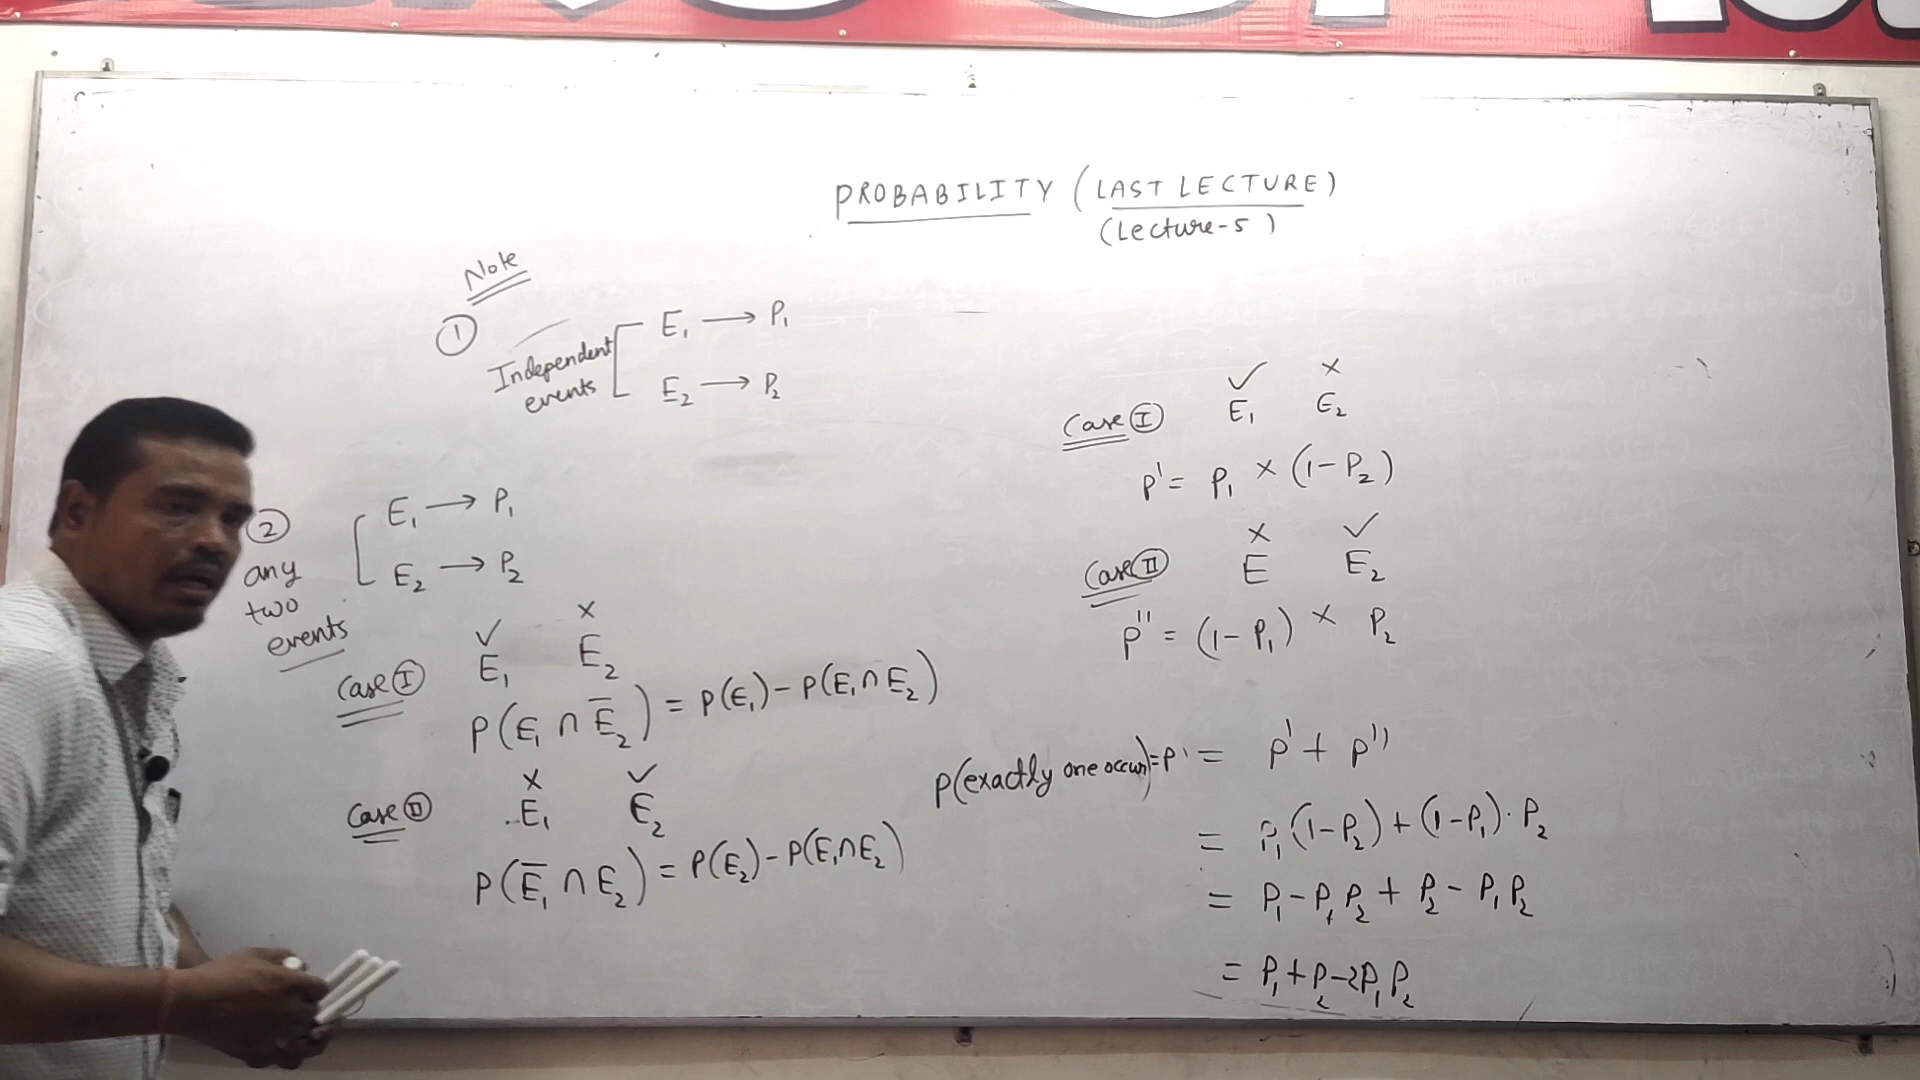 PROBABILITY (LAST LECTURE)
(Lecture-5)
Note
① Independent events [ E₁ → P₁
E₂ → P₂
Case Ⓘ ✓ E₁ × E₂
P' = P₁ × (1-P₂)
Case Ⓘⓘ × E ✓ E₂
P'' = (1-P₁) × P₂
P(exactly one occur)=P' = P' + P''
= P₁(1-P₂)+(1-P₁)·P₂
= P₁-P₁P₂ + P₂ - P₁P₂
= P₁+P₂-2P₁P₂
② any two events [ E₁ → P₁
E₂ → P₂
Case Ⓘ ✓ E₁ × E₂
P(E₁ ∩ E̅₂) = P(E₁) - P(E₁∩E₂)
Case Ⓘⓘ × E₁ ✓ E₂
P(E̅₁ ∩ E₂) = P(E₂) - P(E₁∩E₂)